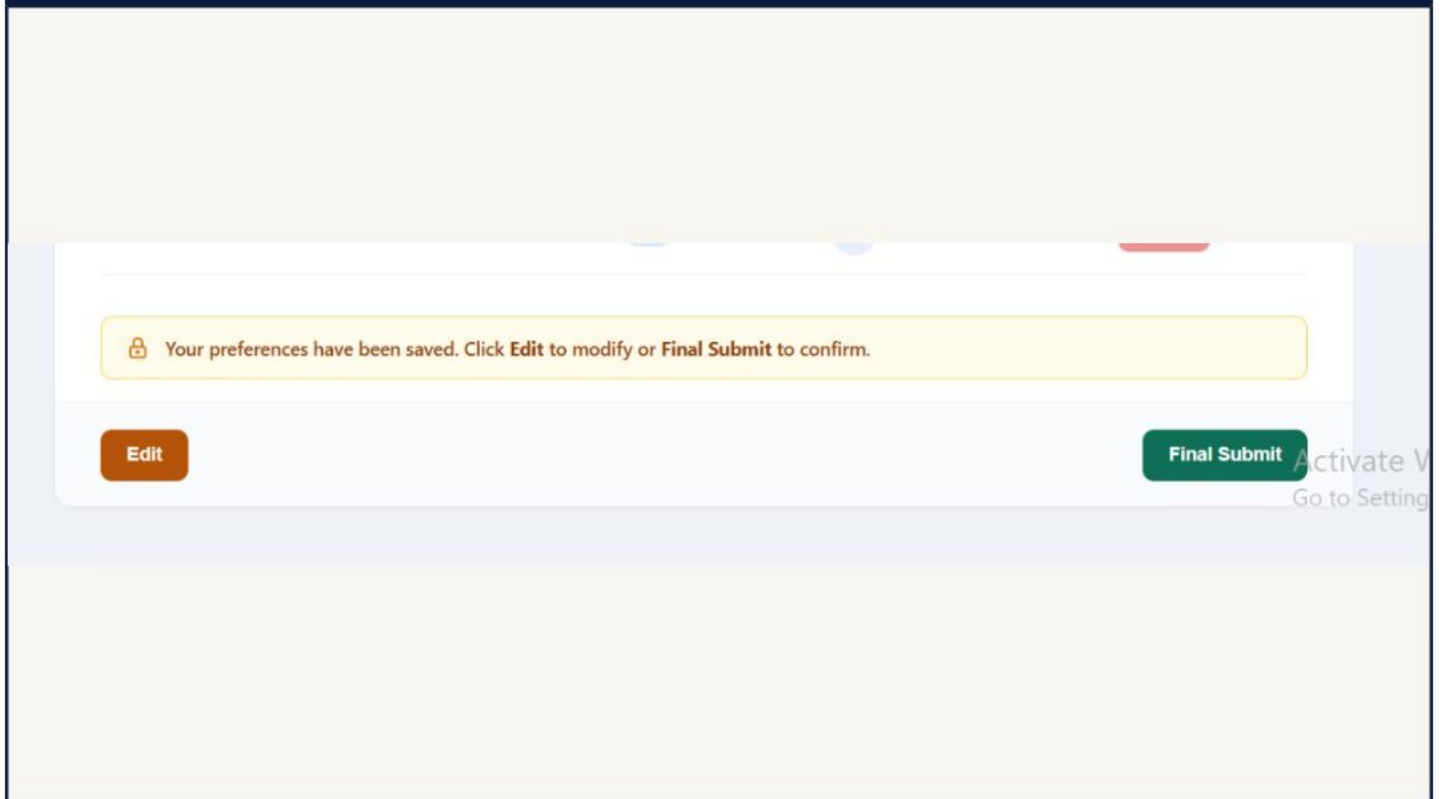 Your preferences have been saved. Click Edit to modify or Final Submit to confirm.
Edit
Final Submit
Activate
Go to Setting